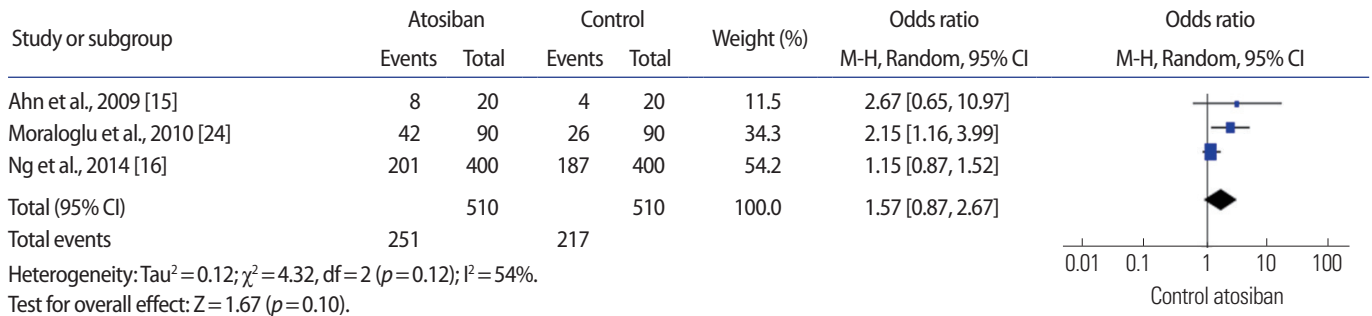 Study or subgroup Atosiban Control Weight (%) Odds ratio Odds ratio
Events Total Events Total M-H, Random, 95% CI M-H, Random, 95% CI
Ahn et al., 2009 [15] 8 20 4 20 11.5 2.67 [0.65, 10.97]
Moraloglu et al., 2010 [24] 42 90 26 90 34.3 2.15 [1.16, 3.99]
Ng et al., 2014 [16] 201 400 187 400 54.2 1.15 [0.87, 1.52]
Total (95% CI) 510 510 100.0 1.57 [0.87, 2.67]
Total events 251 217
Heterogeneity: Tau² = 0.12; χ² = 4.32, df = 2 (p = 0.12); I² = 54%.
Test for overall effect: Z = 1.67 (p = 0.10).
0.01 0.1 1 10 100
Control atosiban